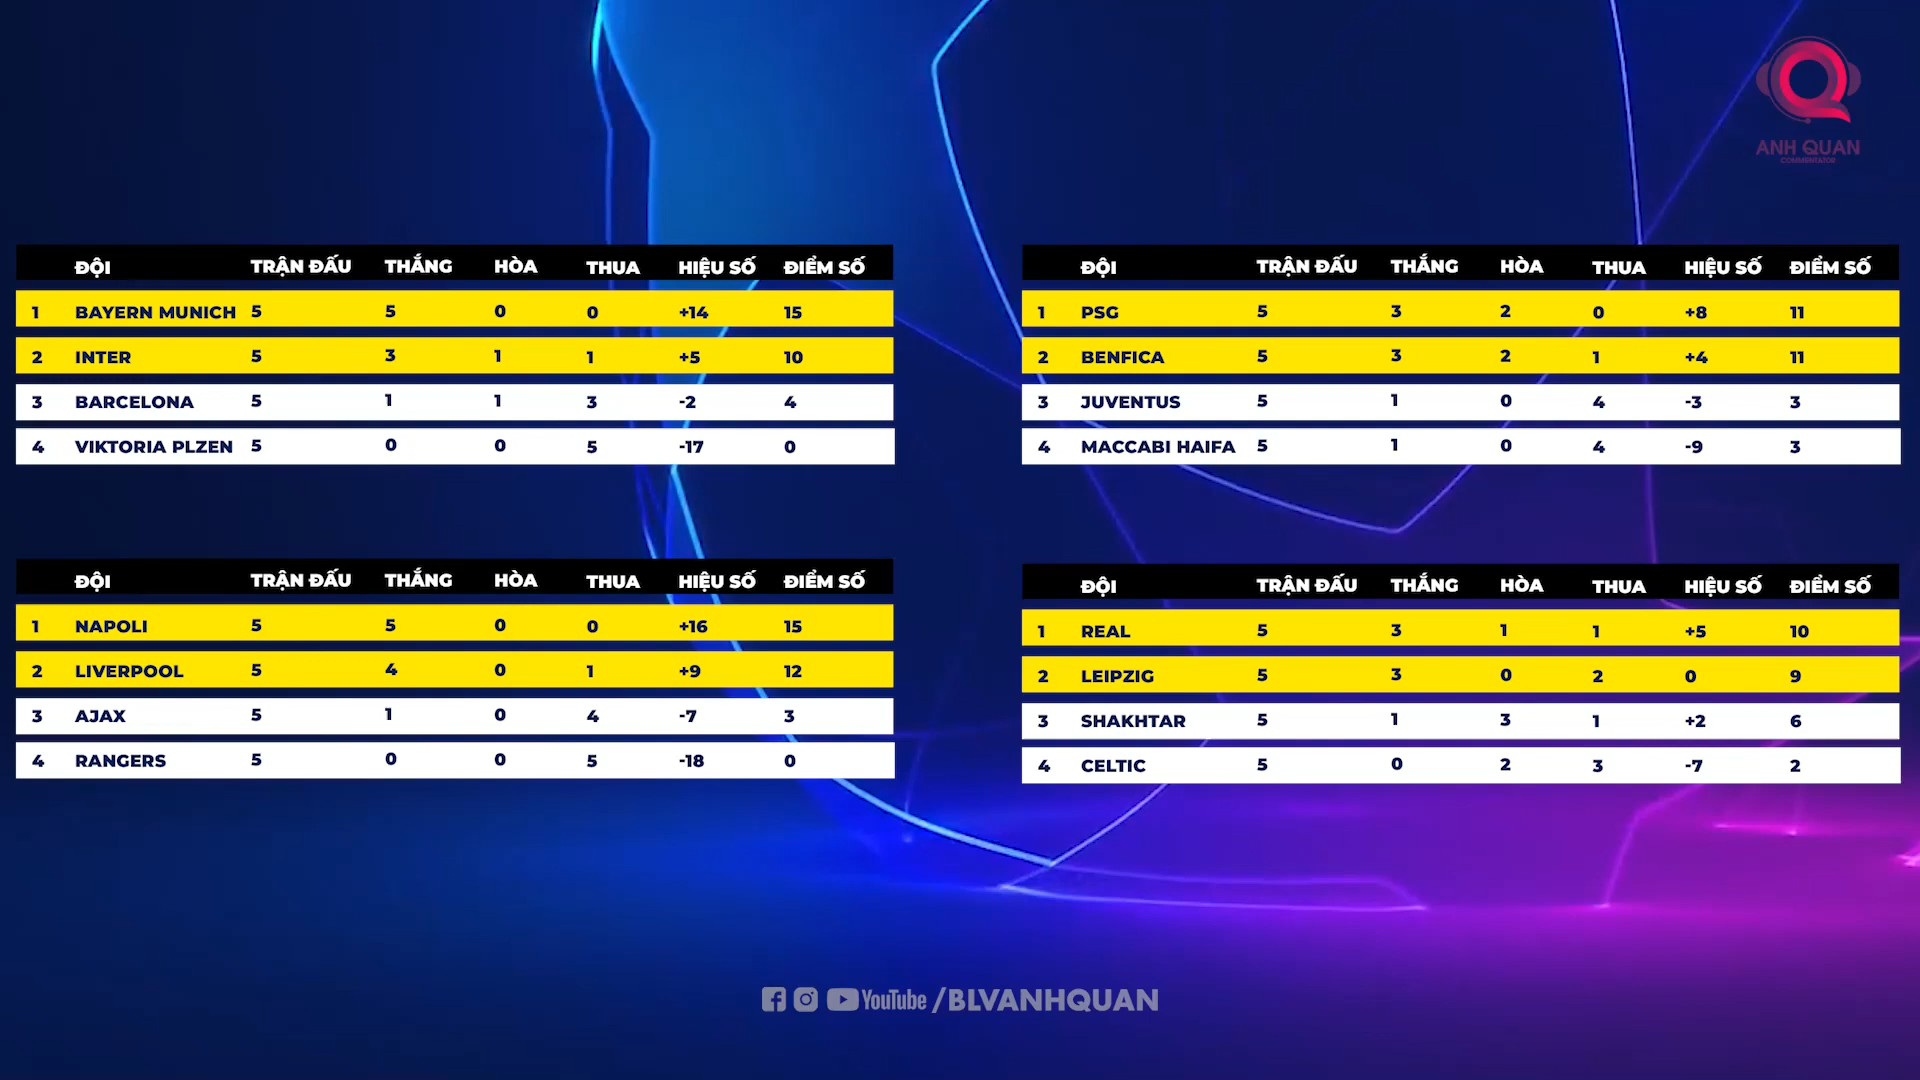 ANH QUAN
COMMENTATOR
ĐỘI TRẬN ĐẤU THẮNG HÒA THUA HIỆU SỐ ĐIỂM SỐ
1 BAYERN MUNICH 5 5 0 0 +14 15
2 INTER 5 3 1 1 +5 10
3 BARCELONA 5 1 1 3 -2 4
4 VIKTORIA PLZEN 5 0 0 5 -17 0
ĐỘI TRẬN ĐẤU THẮNG HÒA THUA HIỆU SỐ ĐIỂM SỐ
1 PSG 5 3 2 0 +8 11
2 BENFICA 5 3 2 1 +4 11
3 JUVENTUS 5 1 0 4 -3 3
4 MACCABI HAIFA 5 1 0 4 -9 3
ĐỘI TRẬN ĐẤU THẮNG HÒA THUA HIỆU SỐ ĐIỂM SỐ
1 NAPOLI 5 5 0 0 +16 15
2 LIVERPOOL 5 4 0 1 +9 12
3 AJAX 5 1 0 4 -7 3
4 RANGERS 5 0 0 5 -18 0
ĐỘI TRẬN ĐẤU THẮNG HÒA THUA HIỆU SỐ ĐIỂM SỐ
1 REAL 5 3 1 1 +5 10
2 LEIPZIG 5 3 0 2 0 9
3 SHAKHTAR 5 1 3 1 +2 6
4 CELTIC 5 0 2 3 -7 2
YouTube /BLVANHQUAN